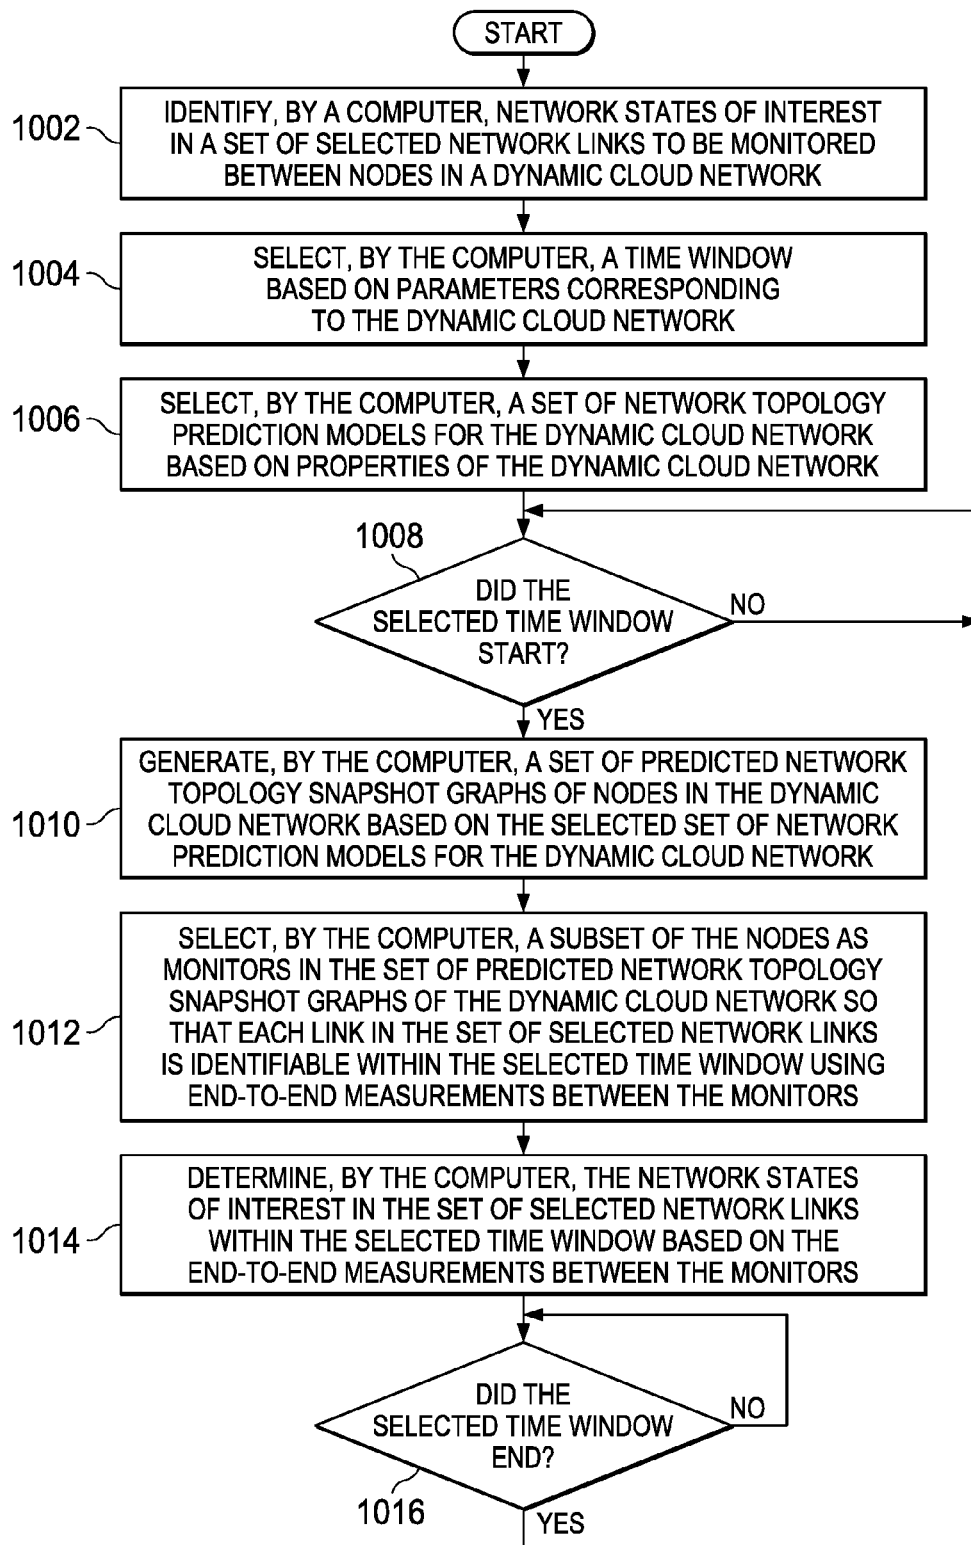 START
1002
IDENTIFY, BY A COMPUTER, NETWORK STATES OF INTEREST
IN A SET OF SELECTED NETWORK LINKS TO BE MONITORED
BETWEEN NODES IN A DYNAMIC CLOUD NETWORK
1004
SELECT, BY THE COMPUTER, A TIME WINDOW
BASED ON PARAMETERS CORRESPONDING
TO THE DYNAMIC CLOUD NETWORK
1006
SELECT, BY THE COMPUTER, A SET OF NETWORK TOPOLOGY
PREDICTION MODELS FOR THE DYNAMIC CLOUD NETWORK
BASED ON PROPERTIES OF THE DYNAMIC CLOUD NETWORK
1008
DID THE
SELECTED TIME WINDOW
START?
NO
YES
1010
GENERATE, BY THE COMPUTER, A SET OF PREDICTED NETWORK
TOPOLOGY SNAPSHOT GRAPHS OF NODES IN THE DYNAMIC
CLOUD NETWORK BASED ON THE SELECTED SET OF NETWORK
PREDICTION MODELS FOR THE DYNAMIC CLOUD NETWORK
1012
SELECT, BY THE COMPUTER, A SUBSET OF THE NODES AS
MONITORS IN THE SET OF PREDICTED NETWORK TOPOLOGY
SNAPSHOT GRAPHS OF THE DYNAMIC CLOUD NETWORK SO
THAT EACH LINK IN THE SET OF SELECTED NETWORK LINKS
IS IDENTIFIABLE WITHIN THE SELECTED TIME WINDOW USING
END-TO-END MEASUREMENTS BETWEEN THE MONITORS
1014
DETERMINE, BY THE COMPUTER, THE NETWORK STATES
OF INTEREST IN THE SET OF SELECTED NETWORK LINKS
WITHIN THE SELECTED TIME WINDOW BASED ON THE
END-TO-END MEASUREMENTS BETWEEN THE MONITORS
DID THE
SELECTED TIME WINDOW
END?
NO
1016
YES